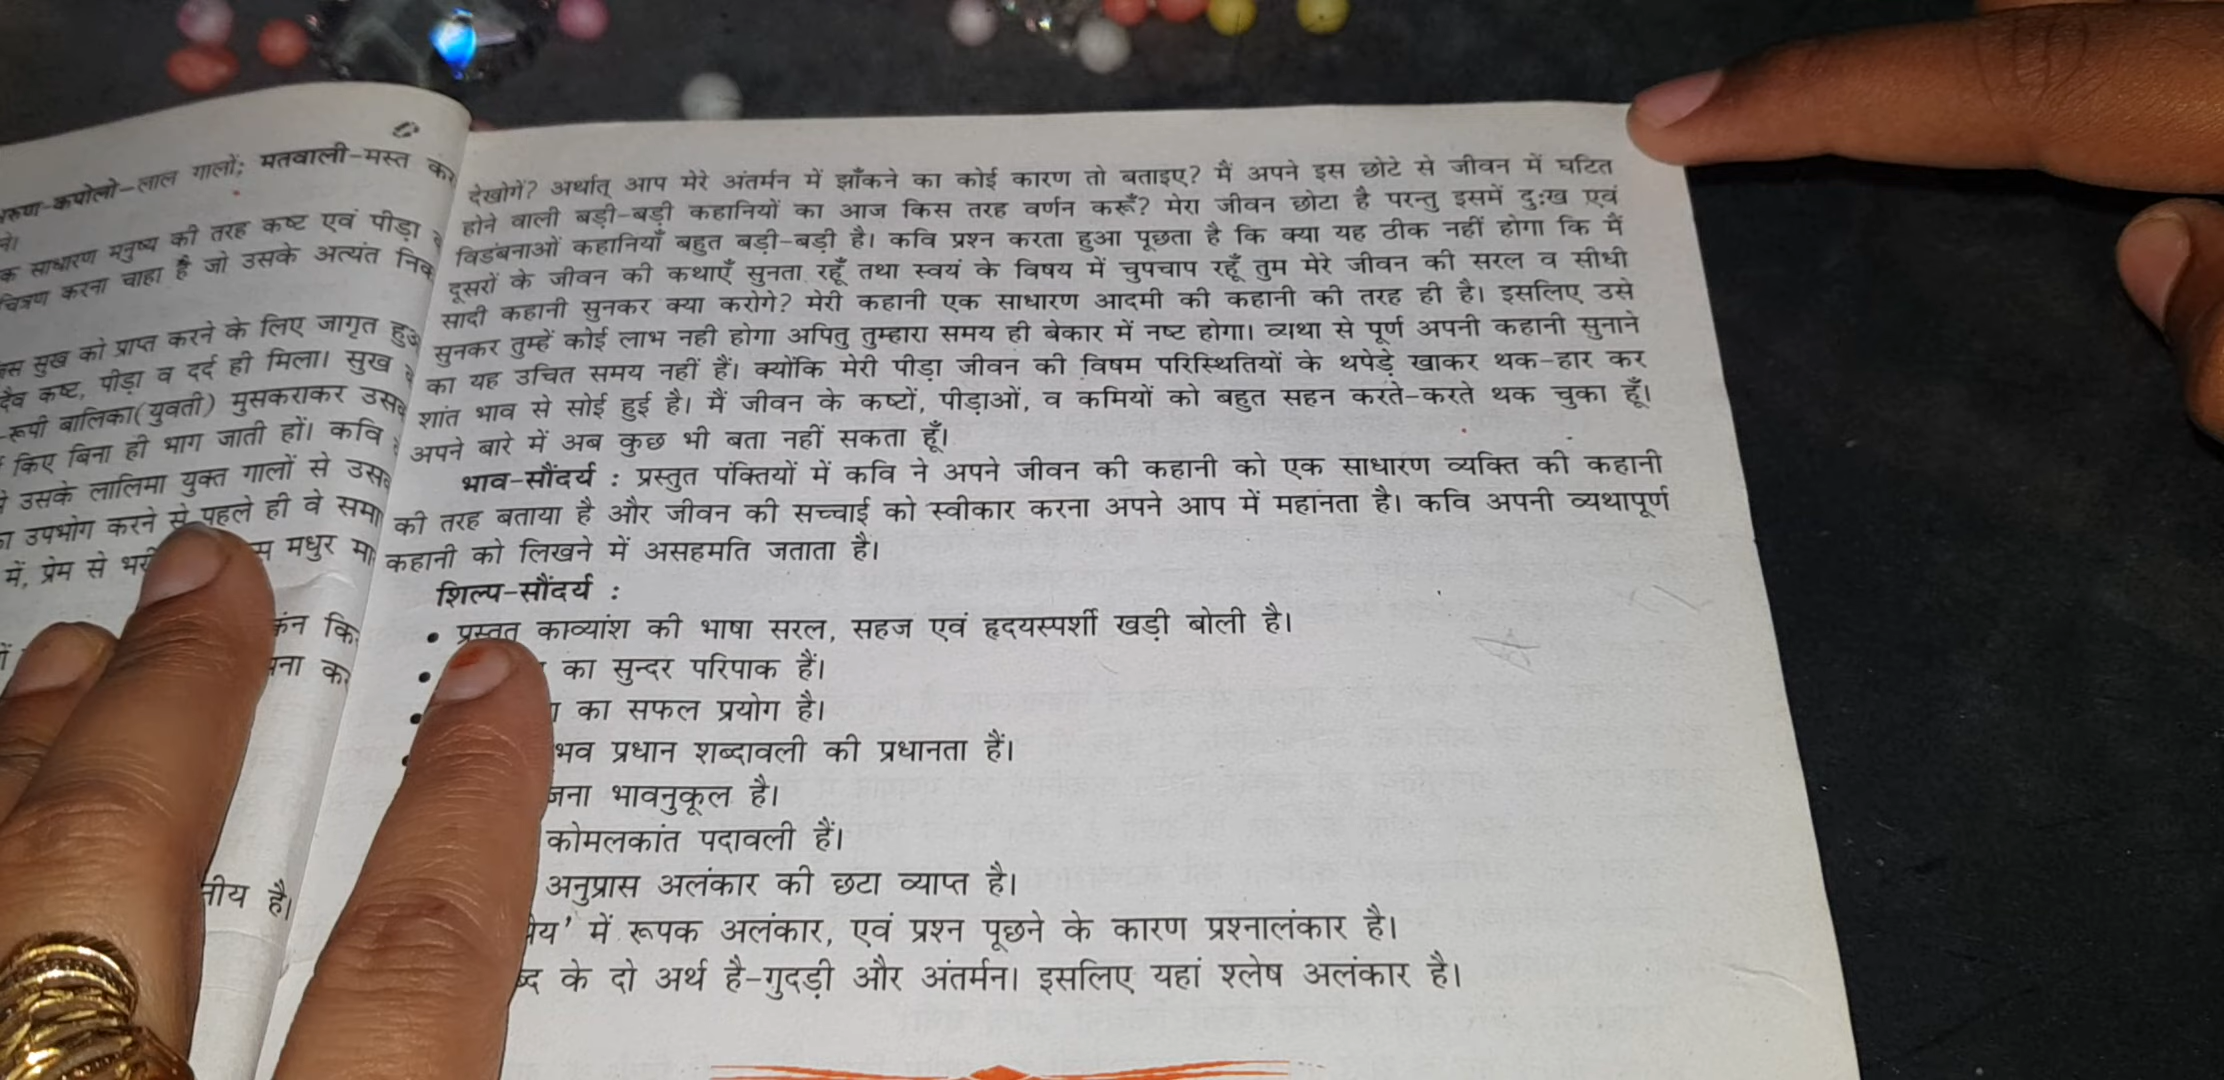 अरुण-कपोलो-लाल गालों; मतवाली-मस्त
साधारण मनुष्य की तरह कष्ट एवं पीड़ा
चित्रण करना चाहा है जो उसके अत्यंत
सुख को प्राप्त करने के लिए जागृत
कष्ट, पीड़ा व दर्द ही मिला। सुख
रूपी बालिका(युवती) मुसकराकर
किए बिना ही भाग जाती हों। कवि
उसके लालिमा युक्त गालों से
उपभोग करने से पहले ही वे
में, प्रेम से मधुर
है।
देखोगें? अर्थात् आप मेरे अंतर्मन में झाँकने का कोई कारण तो बताइए? मैं अपने इस छोटे से जीवन में घटित
होने वाली बड़ी-बड़ी कहानियों का आज किस तरह वर्णन करूँ? मेरा जीवन छोटा है परन्तु इसमें दुःख एवं
विडंबनाओं कहानियाँ बहुत बड़ी-बड़ी है। कवि प्रश्न करता हुआ पूछता है कि क्या यह ठीक नहीं होगा कि मैं
दूसरों के जीवन की कथाएँ सुनता रहूँ तथा स्वयं के विषय में चुपचाप रहूँ तुम मेरे जीवन की सरल व सीधी
सादी कहानी सुनकर क्या करोगे? मेरी कहानी एक साधारण आदमी की कहानी की तरह ही है। इसलिए उसे
सुनकर तुम्हें कोई लाभ नही होगा अपितु तुम्हारा समय ही बेकार में नष्ट होगा। व्यथा से पूर्ण अपनी कहानी सुनाने
का यह उचित समय नहीं हैं। क्योंकि मेरी पीड़ा जीवन की विषम परिस्थितियों के थपेड़े खाकर थक-हार कर
शांत भाव से सोई हुई है। मैं जीवन के कष्टों, पीड़ाओं, व कमियों को बहुत सहन करते-करते थक चुका हूँ।
अपने बारे में अब कुछ भी बता नहीं सकता हूँ।
भाव-सौंदर्य : प्रस्तुत पंक्तियों में कवि ने अपने जीवन की कहानी को एक साधारण व्यक्ति की कहानी
की तरह बताया है और जीवन की सच्चाई को स्वीकार करना अपने आप में महानता है। कवि अपनी व्यथापूर्ण
कहानी को लिखने में असहमति जताता है।
शिल्प-सौंदर्य :
• प्रस्तुत काव्यांश की भाषा सरल, सहज एवं हृदयस्पर्शी खड़ी बोली है।
• का सुन्दर परिपाक हैं।
• का सफल प्रयोग है।
• प्रधान शब्दावली की प्रधानता हैं।
भावनुकूल है।
कोमलकांत पदावली हैं।
अनुप्रास अलंकार की छटा व्याप्त है।
में रूपक अलंकार, एवं प्रश्न पूछने के कारण प्रश्नालंकार है।
के दो अर्थ है-गुदड़ी और अंतर्मन। इसलिए यहां श्लेष अलंकार है।